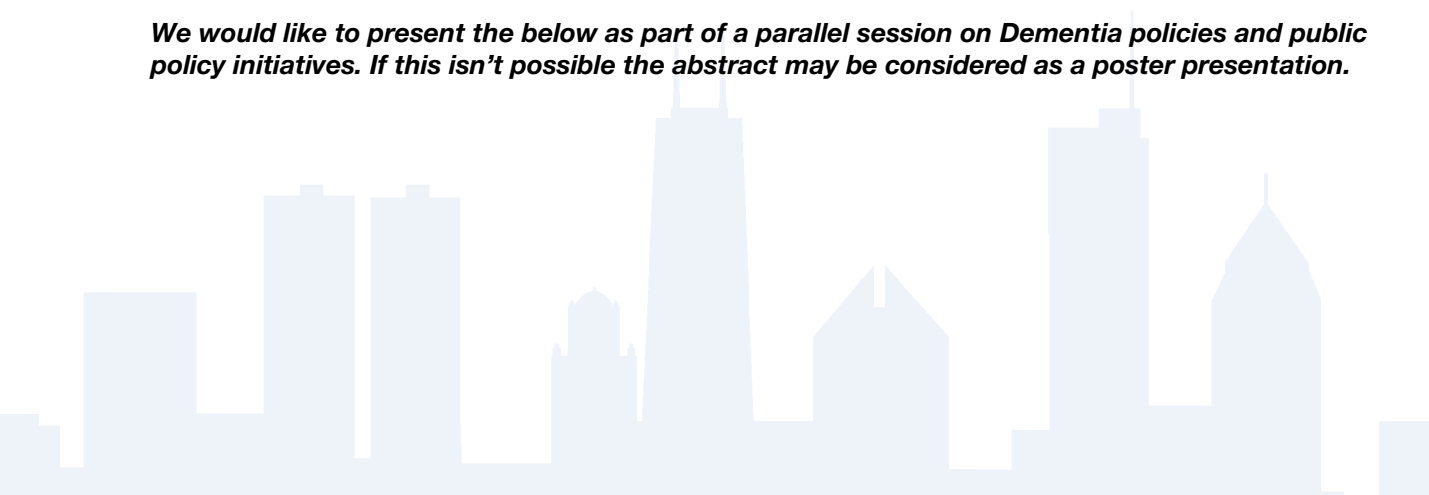 We would like to present the below as part of a parallel session on Dementia policies and public
policy initiatives. If this isn’t possible the abstract may be considered as a poster presentation.